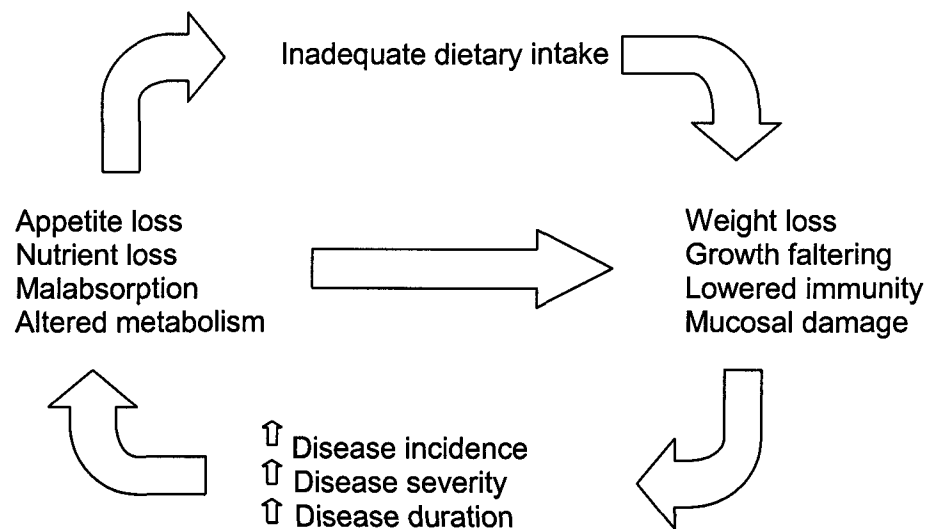 Inadequate dietary intake
Appetite loss
Nutrient loss
Malabsorption
Altered metabolism
Weight loss
Growth faltering
Lowered immunity
Mucosal damage
⇧ Disease incidence
⇧ Disease severity
⇧ Disease duration